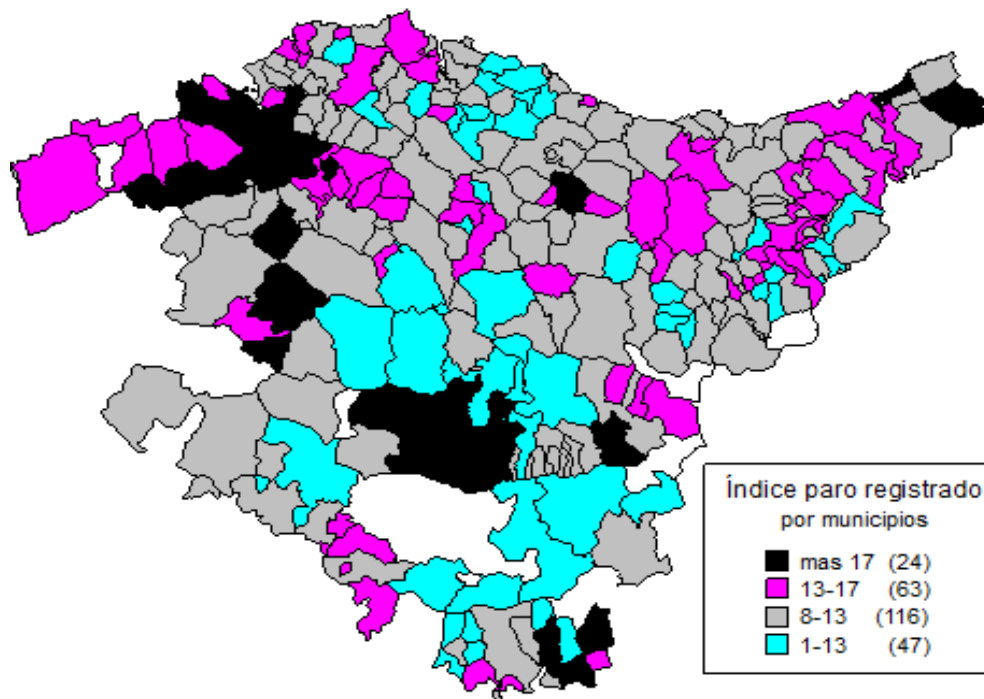 Índice paro registrado
por municipios
mas 17 (24)
13-17 (63)
8-13 (116)
1-13 (47)